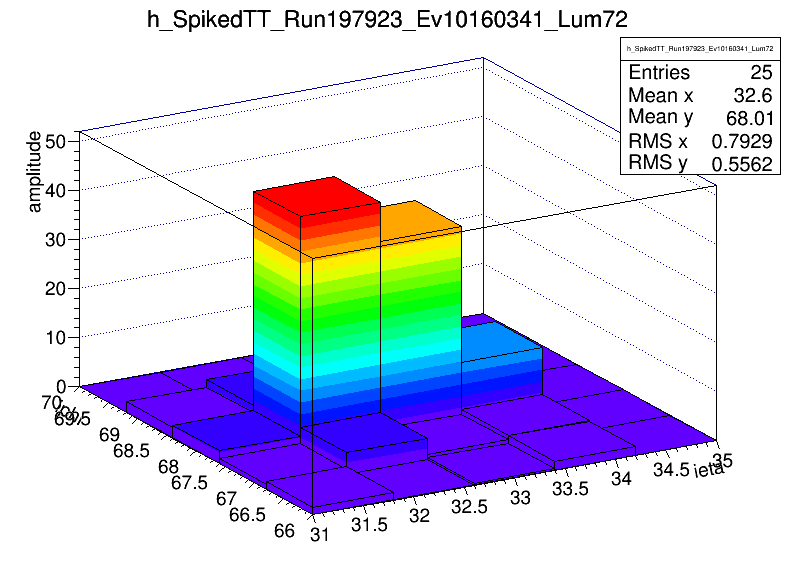 h_SpikedTT_Run197923_Ev10160341_Lum72
h_SpikedTT_Run197923_Ev10160341_Lum72
Entries 25
Mean x 32.6
Mean y 68.01
RMS x 0.7929
RMS y 0.5562
amplitude
50
40
30
20
10
0
70
69.5
69
68.5
68
67.5
67
66.5
66
31
31.5
32
32.5
33
33.5
34
34.5
35
ieta